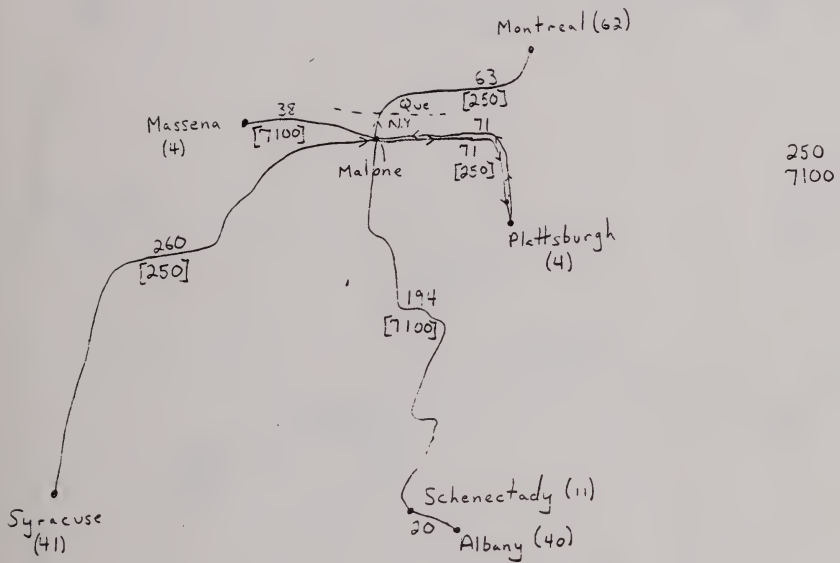 Montreal (62)
63
[250]
Que
N.Y
38
[7100]
Massena
(4)
71
71
[250]
Malone
250
7100
Plattsburgh
(4)
260
[250]
194
[7100]
Schenectady (11)
20
Albany (40)
Syracuse
(41)